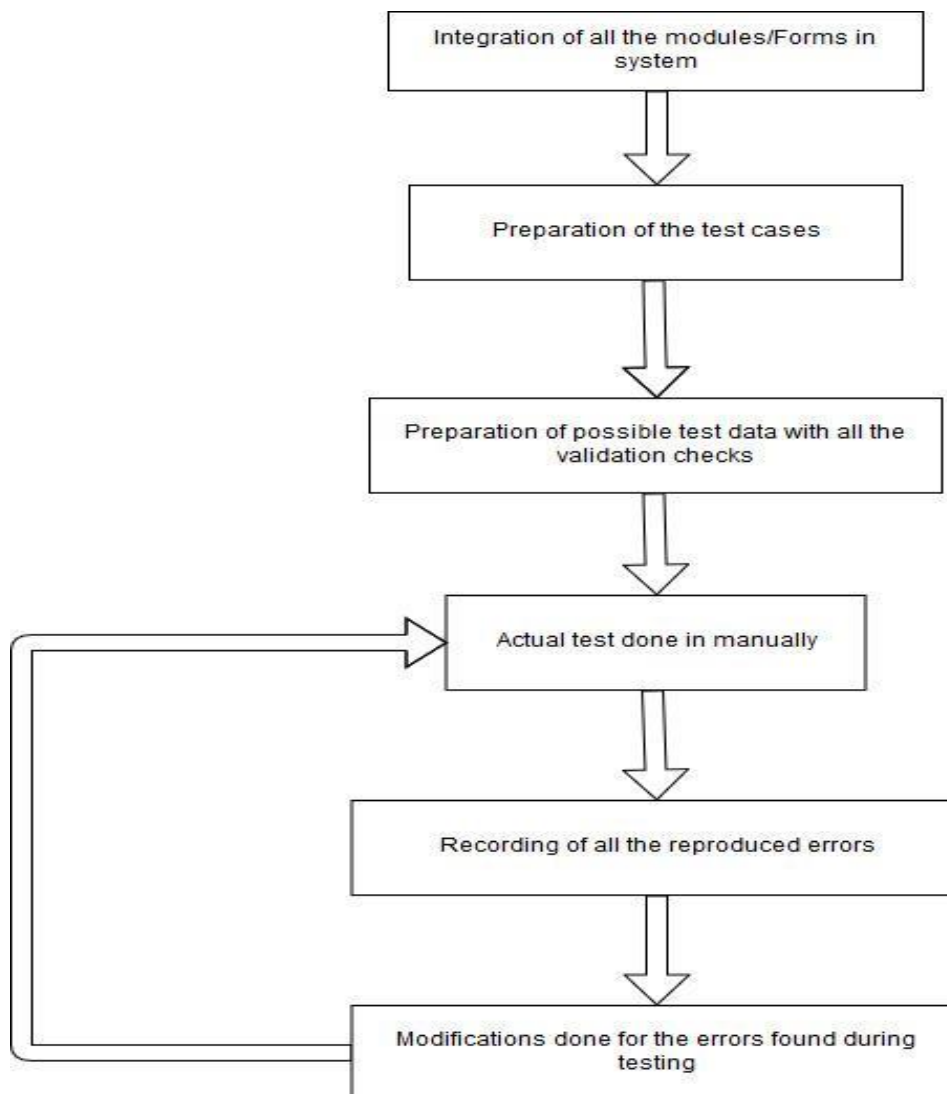 Integration of all the modules/Forms in
system
Preparation of the test cases
Preparation of possible test data with all the
validation checks
Actual test done in manually
Recording of all the reproduced errors
Modifications done for the errors found during
testing